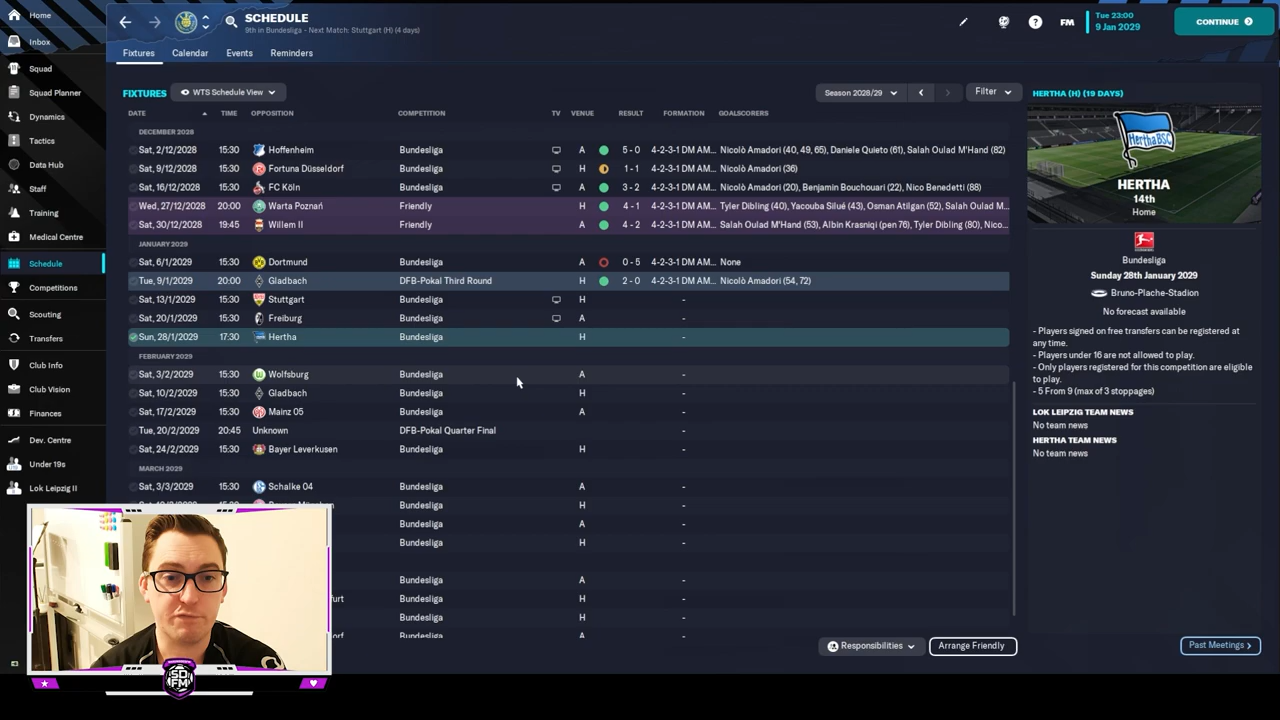 Home
Inbox
Squad
Squad Planner
Dynamics
Tactics
Data Hub
Staff
Training
Medical Centre
Schedule
Competitions
Scouting
Transfers
Club Info
Club Vision
Finances
Dev. Centre
Under 19s
Lok Leipzig II
SCHEDULE
9th in Bundesliga - Next Match: Stuttgart (H) (4 days)
FM
Tue 23:00
9 Jan 2029
CONTINUE
Fixtures Calendar Events Reminders
FIXTURES WTS Schedule View Season 2028/29 Filter
DATE TIME OPPOSITION COMPETITION TV VENUE RESULT FORMATION GOALSCORERS
DECEMBER 2028
Sat, 2/12/2028 15:30 Hoffenheim Bundesliga A 5 - 0 4-2-3-1 DM AM... Nicolò Amadori (40, 49, 65), Daniele Quieto (61), Salah Oulad M'Hand (82)
Sat, 9/12/2028 15:30 Fortuna Düsseldorf Bundesliga H 1 - 1 4-2-3-1 DM AM... Nicolò Amadori (36)
Sat, 16/12/2028 15:30 FC Köln Bundesliga A 3 - 2 4-2-3-1 DM AM... Nicolò Amadori (20), Benjamin Bouchouari (22), Nico Benedetti (88)
Wed, 27/12/2028 20:00 Warta Poznań Friendly H 4 - 1 4-2-3-1 DM AM... Tyler Dibling (40), Yacouba Silué (43), Osman Atilgan (52), Salah Oulad M...
Sat, 30/12/2028 19:45 Willem II Friendly A 4 - 2 4-2-3-1 DM AM... Salah Oulad M'Hand (53), Albin Krasniqi (pen 76), Tyler Dibling (80), Nico...
JANUARY 2029
Sat, 6/1/2029 15:30 Dortmund Bundesliga A 0 - 5 4-2-3-1 DM AM... None
Tue, 9/1/2029 20:00 Gladbach DFB-Pokal Third Round H 2 - 0 4-2-3-1 DM AM... Nicolò Amadori (54, 72)
Sat, 13/1/2029 15:30 Stuttgart Bundesliga H -
Sat, 20/1/2029 15:30 Freiburg Bundesliga A -
Sun, 28/1/2029 17:30 Hertha Bundesliga H -
FEBRUARY 2029
Sat, 3/2/2029 15:30 Wolfsburg Bundesliga A -
Sat, 10/2/2029 15:30 Gladbach Bundesliga H -
Sat, 17/2/2029 15:30 Mainz 05 Bundesliga A -
Tue, 20/2/2029 20:45 Unknown DFB-Pokal Quarter Final -
Sat, 24/2/2029 15:30 Bayer Leverkusen Bundesliga H -
MARCH 2029
Sat, 3/3/2029 15:30 Schalke 04 Bundesliga A -
Bundesliga H -
Bundesliga A -
Bundesliga H -
Bundesliga A -
furt Bundesliga H -
Bundesliga H -
orf Bundesliga A -
Responsibilities Arrange Friendly
HERTHA (H) (19 DAYS)
Hertha BSC
HERTHA
14th
Home
Bundesliga
Sunday 28th January 2029
Bruno-Plache-Stadion
No forecast available
- Players signed on free transfers can be registered at
any time.
- Players under 16 are not allowed to play.
- Only players registered for this competition are eligible
to play.
- 5 From 9 (max of 3 stoppages)
LOK LEIPZIG TEAM NEWS
No team news
HERTHA TEAM NEWS
No team news
Past Meetings
SD
FM